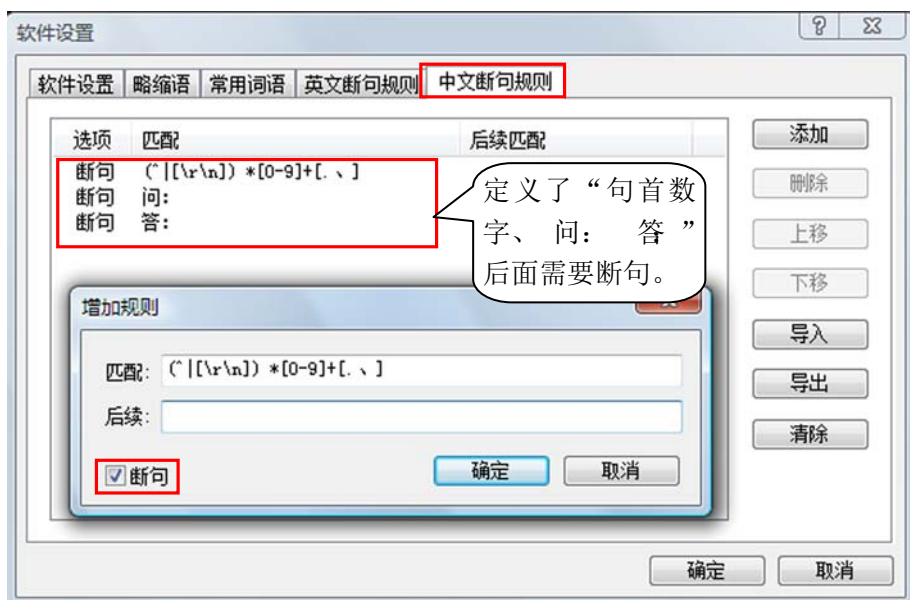 软件设置
软件设置 略缩语 常用词语 英文断句规则 中文断句规则
选项 匹配 后续匹配
断句 (^|[\r\n]) *[0-9]+[.、]
断句 问:
断句 答:
定义了“句首数
字、 问： 答”
后面需要断句。
添加
删除
上移
下移
导入
导出
清除
增加规则
匹配: (^|[\r\n]) *[0-9]+[.、]
后续:
断句
确定 取消
确定 取消